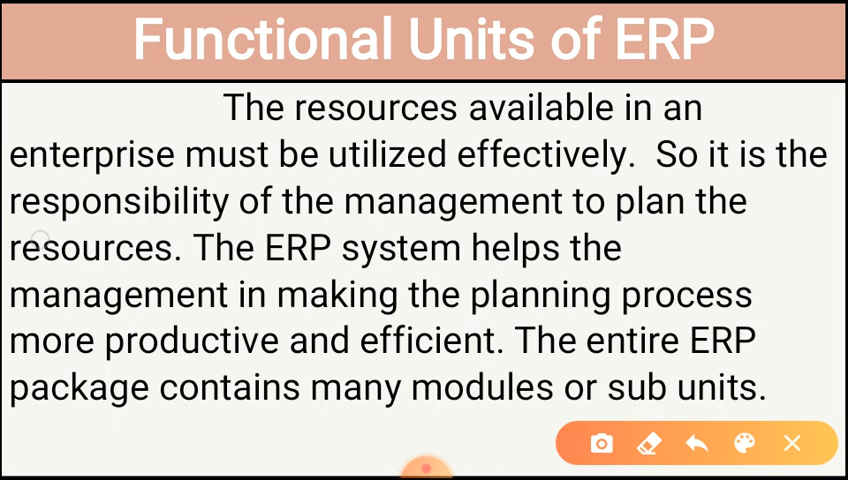 Functional Units of ERP
The resources available in an
enterprise must be utilized effectively. So it is the
responsibility of the management to plan the
resources. The ERP system helps the
management in making the planning process
more productive and efficient. The entire ERP
package contains many modules or sub units.